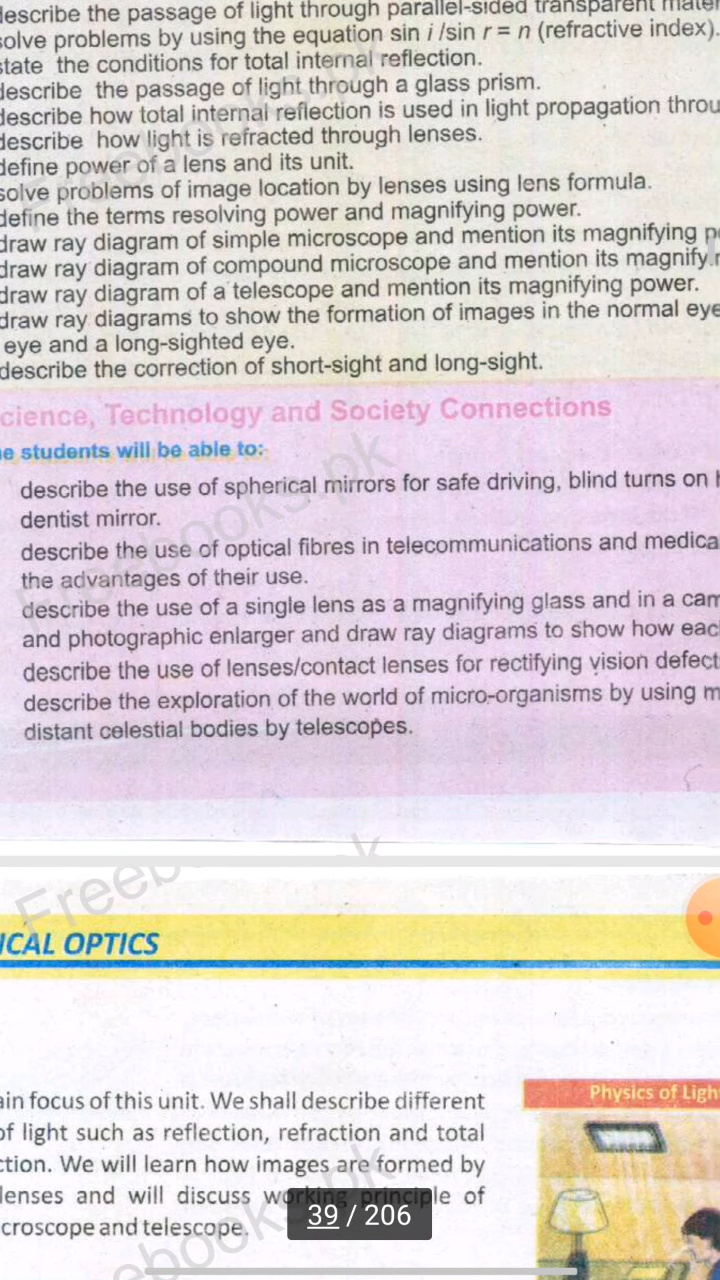 describe the passage of light through parallel-sided transparent
solve problems by using the equation sin i /sin r = n (refractive index).
state the conditions for total internal reflection.
describe the passage of light through a glass prism.
describe how total internal reflection is used in light propagation throu
describe how light is refracted through lenses.
define power of a lens and its unit.
solve problems of image location by lenses using lens formula.
define the terms resolving power and magnifying power.
draw ray diagram of simple microscope and mention its magnifying
draw ray diagram of compound microscope and mention its magnify
draw ray diagram of a telescope and mention its magnifying power.
draw ray diagrams to show the formation of images in the normal eye
eye and a long-sighted eye.
describe the correction of short-sight and long-sight.
cience, Technology and Society Connections
e students will be able to:
describe the use of spherical mirrors for safe driving, blind turns on
dentist mirror.
describe the use of optical fibres in telecommunications and medica
the advantages of their use.
describe the use of a single lens as a magnifying glass and in a cam
and photographic enlarger and draw ray diagrams to show how eac
describe the use of lenses/contact lenses for rectifying vision defect
describe the exploration of the world of micro-organisms by using m
distant celestial bodies by telescopes.
Freebooks.pk
ICAL OPTICS
ain focus of this unit. We shall describe different
of light such as reflection, refraction and total
ction. We will learn how images are formed by
lenses and will discuss working principle of
croscope and telescope.
Physics of Ligh
39 / 206